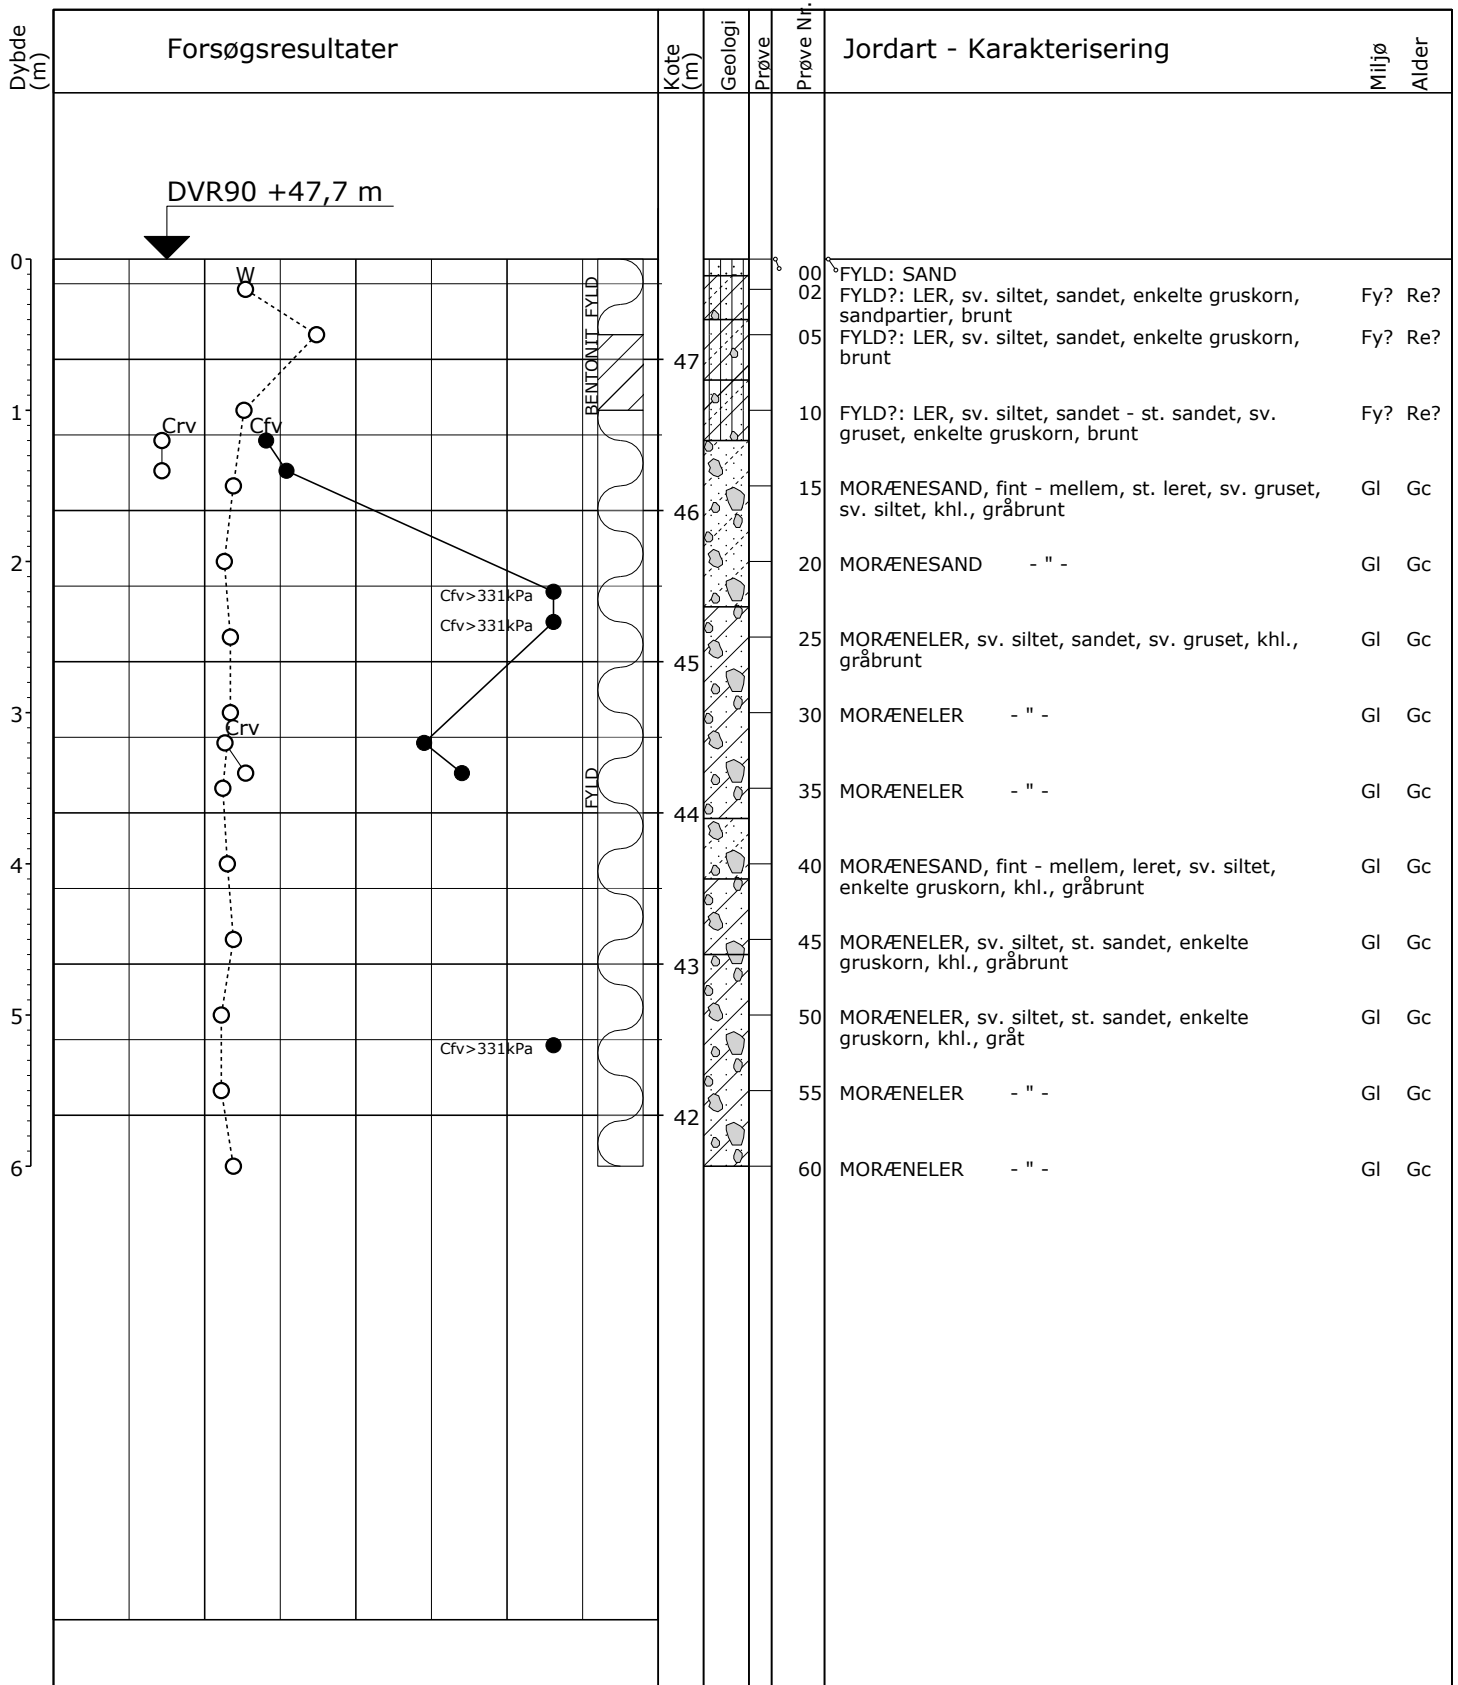 Dybde (m)
Forsøgsresultater
Kote (m)
Geologi
Prøve
Prøve Nr.
Jordart - Karakterisering
Miljø
Alder
DVR90 +47,7 m
0
W
FYLD
00 FYLD: SAND
02 FYLD?: LER, sv. siltet, sandet, enkelte gruskorn, Fy? Re?
sandpartier, brunt
05 FYLD?: LER, sv. siltet, sandet, enkelte gruskorn, Fy? Re?
brunt
47
BENTONIT
1
10 FYLD?: LER, sv. siltet, sandet - st. sandet, sv. Fy? Re?
gruset, enkelte gruskorn, brunt
Crv Cfv
15 MORÆNESAND, fint - mellem, st. leret, sv. gruset, Gl Gc
sv. siltet, khl., gråbrunt
46
2
20 MORÆNESAND - " - Gl Gc
Cfv>331kPa
Cfv>331kPa
25 MORÆNELER, sv. siltet, sandet, sv. gruset, khl., Gl Gc
gråbrunt
45
3
30 MORÆNELER - " - Gl Gc
Crv
FYLD
35 MORÆNELER - " - Gl Gc
44
4
40 MORÆNESAND, fint - mellem, leret, sv. siltet, Gl Gc
enkelte gruskorn, khl., gråbrunt
45 MORÆNELER, sv. siltet, st. sandet, enkelte Gl Gc
gruskorn, khl., gråbrunt
43
5
50 MORÆNELER, sv. siltet, st. sandet, enkelte Gl Gc
gruskorn, khl., gråt
Cfv>331kPa
55 MORÆNELER - " - Gl Gc
42
6
60 MORÆNELER - " - Gl Gc